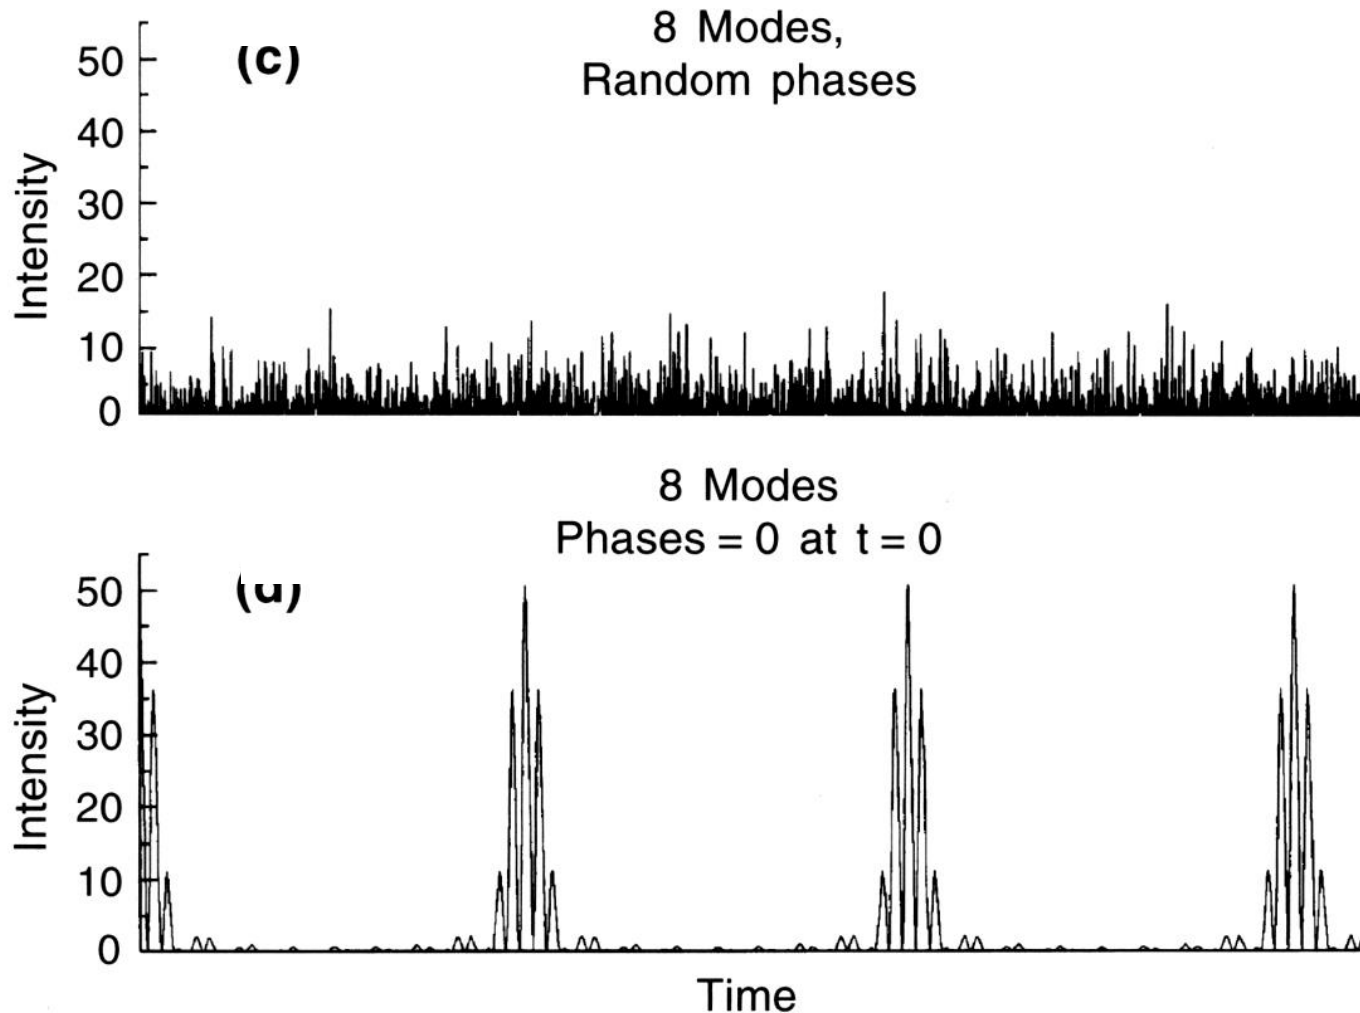 (c)
8 Modes,
Random phases
50
40
30
20
10
0
Intensity
8 Modes
Phases = 0 at t = 0
50
40
30
20
10
0
Intensity
Time